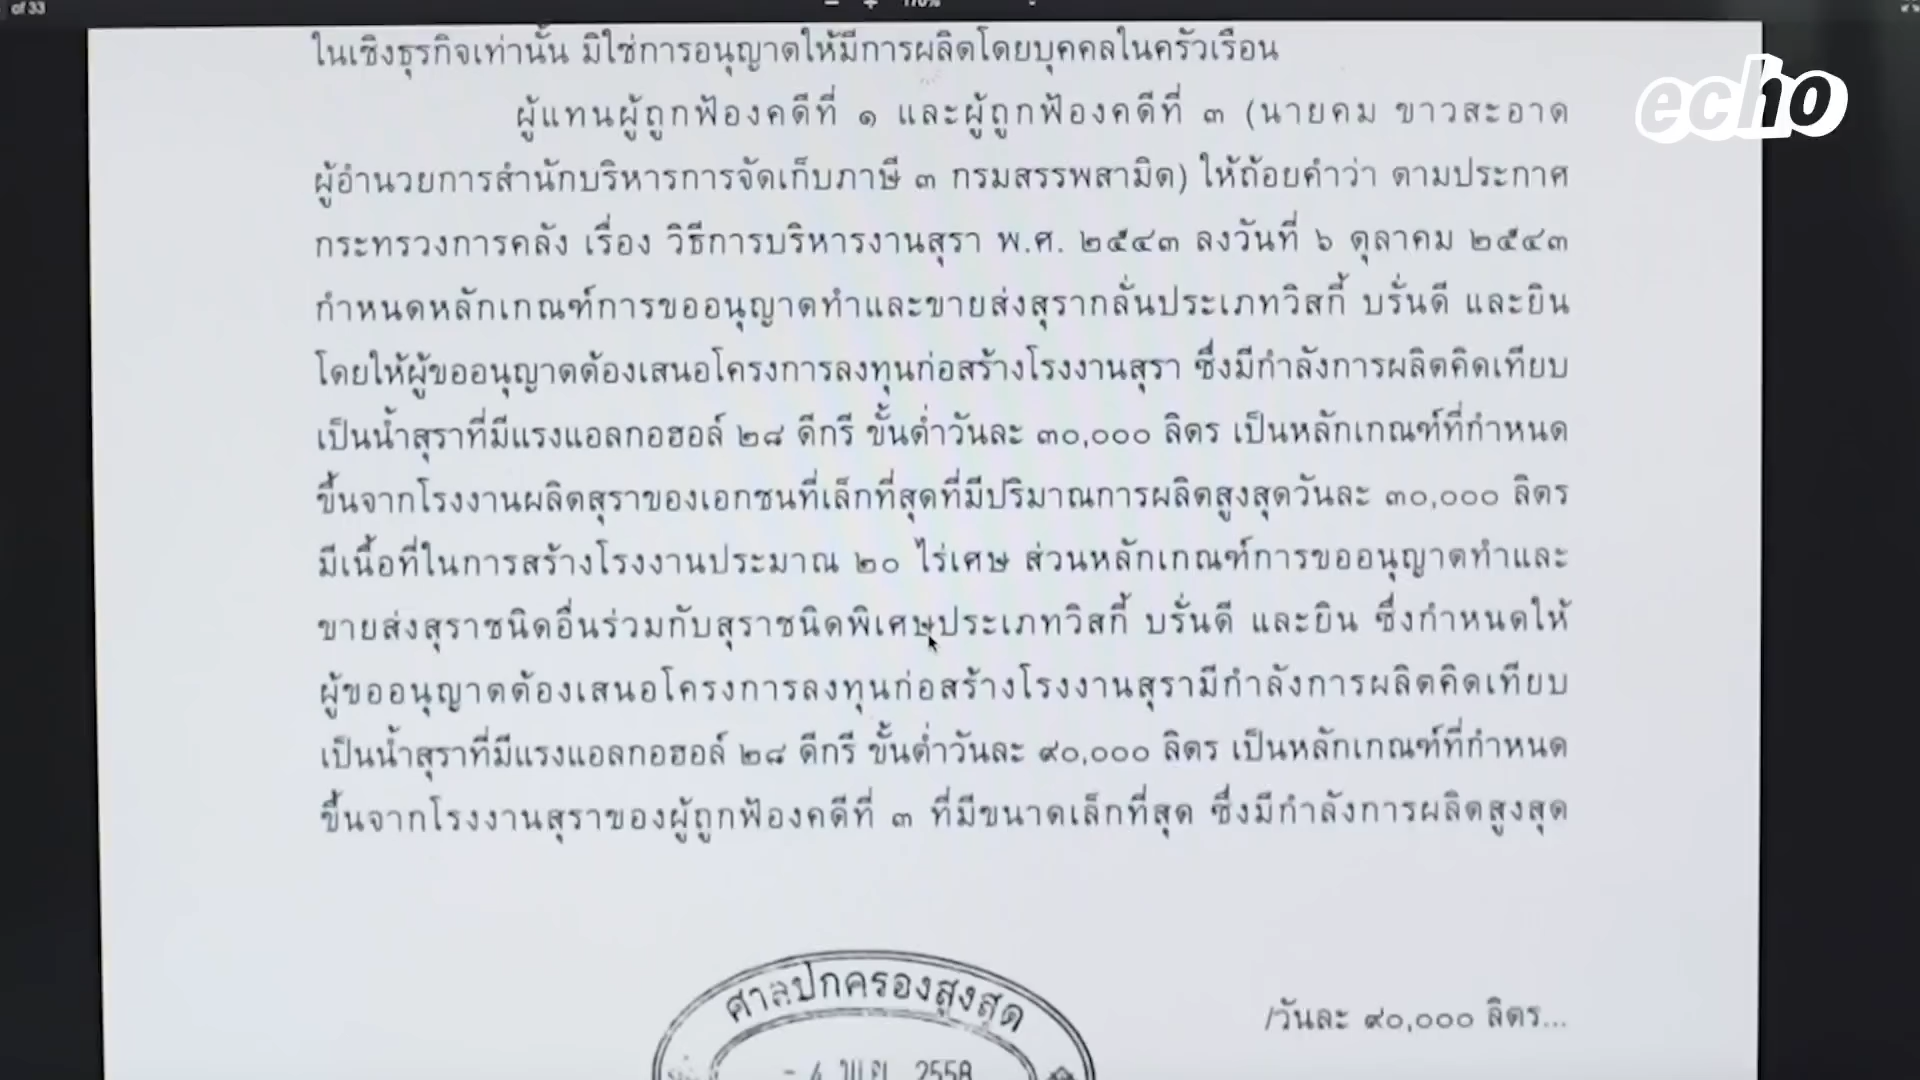 of 33
170%
echo
ในเชิงธุรกิจเท่านั้น มิใช่การอนุญาตให้มีการผลิตโดยบุคคลในครัวเรือน
ผู้แทนผู้ถูกฟ้องคดีที่ ๑ และผู้ถูกฟ้องคดีที่ ๓ (นายคม ขาวสะอาด
ผู้อำนวยการสำนักบริหารการจัดเก็บภาษี ๓ กรมสรรพสามิต) ให้ถ้อยคำว่า ตามประกาศ
กระทรวงการคลัง เรื่อง วิธีการบริหารงานสุรา พ.ศ. ๒๕๔๓ ลงวันที่ ๖ ตุลาคม ๒๕๔๓
กำหนดหลักเกณฑ์การขออนุญาตทำและขายส่งสุรากลั่นประเภทวิสกี้ บรั่นดี และยิน
โดยให้ผู้ขออนุญาตต้องเสนอโครงการลงทุนก่อสร้างโรงงานสุรา ซึ่งมีกำลังการผลิตคิดเทียบ
เป็นน้ำสุราที่มีแรงแอลกอฮอล์ ๒๘ ดีกรี ขั้นต่ำวันละ ๓๐,๐๐๐ ลิตร เป็นหลักเกณฑ์ที่กำหนด
ขึ้นจากโรงงานผลิตสุราของเอกชนที่เล็กที่สุดที่มีปริมาณการผลิตสูงสุดวันละ ๓๐,๐๐๐ ลิตร
มีเนื้อที่ในการสร้างโรงงานประมาณ ๒๐ ไร่เศษ ส่วนหลักเกณฑ์การขออนุญาตทำและ
ขายส่งสุราชนิดอื่นร่วมกับสุราชนิดพิเศษประเภทวิสกี้ บรั่นดี และยิน ซึ่งกำหนดให้
ผู้ขออนุญาตต้องเสนอโครงการลงทุนก่อสร้างโรงงานสุรามีกำลังการผลิตคิดเทียบ
เป็นน้ำสุราที่มีแรงแอลกอฮอล์ ๒๘ ดีกรี ขั้นต่ำวันละ ๙๐,๐๐๐ ลิตร เป็นหลักเกณฑ์ที่กำหนด
ขึ้นจากโรงงานสุราของผู้ถูกฟ้องคดีที่ ๓ ที่มีขนาดเล็กที่สุด ซึ่งมีกำลังการผลิตสูงสุด
ศาลปกครองสูงสุด
/วันละ ๙๐,๐๐๐ ลิตร...
- 4 พ.ย. 2558